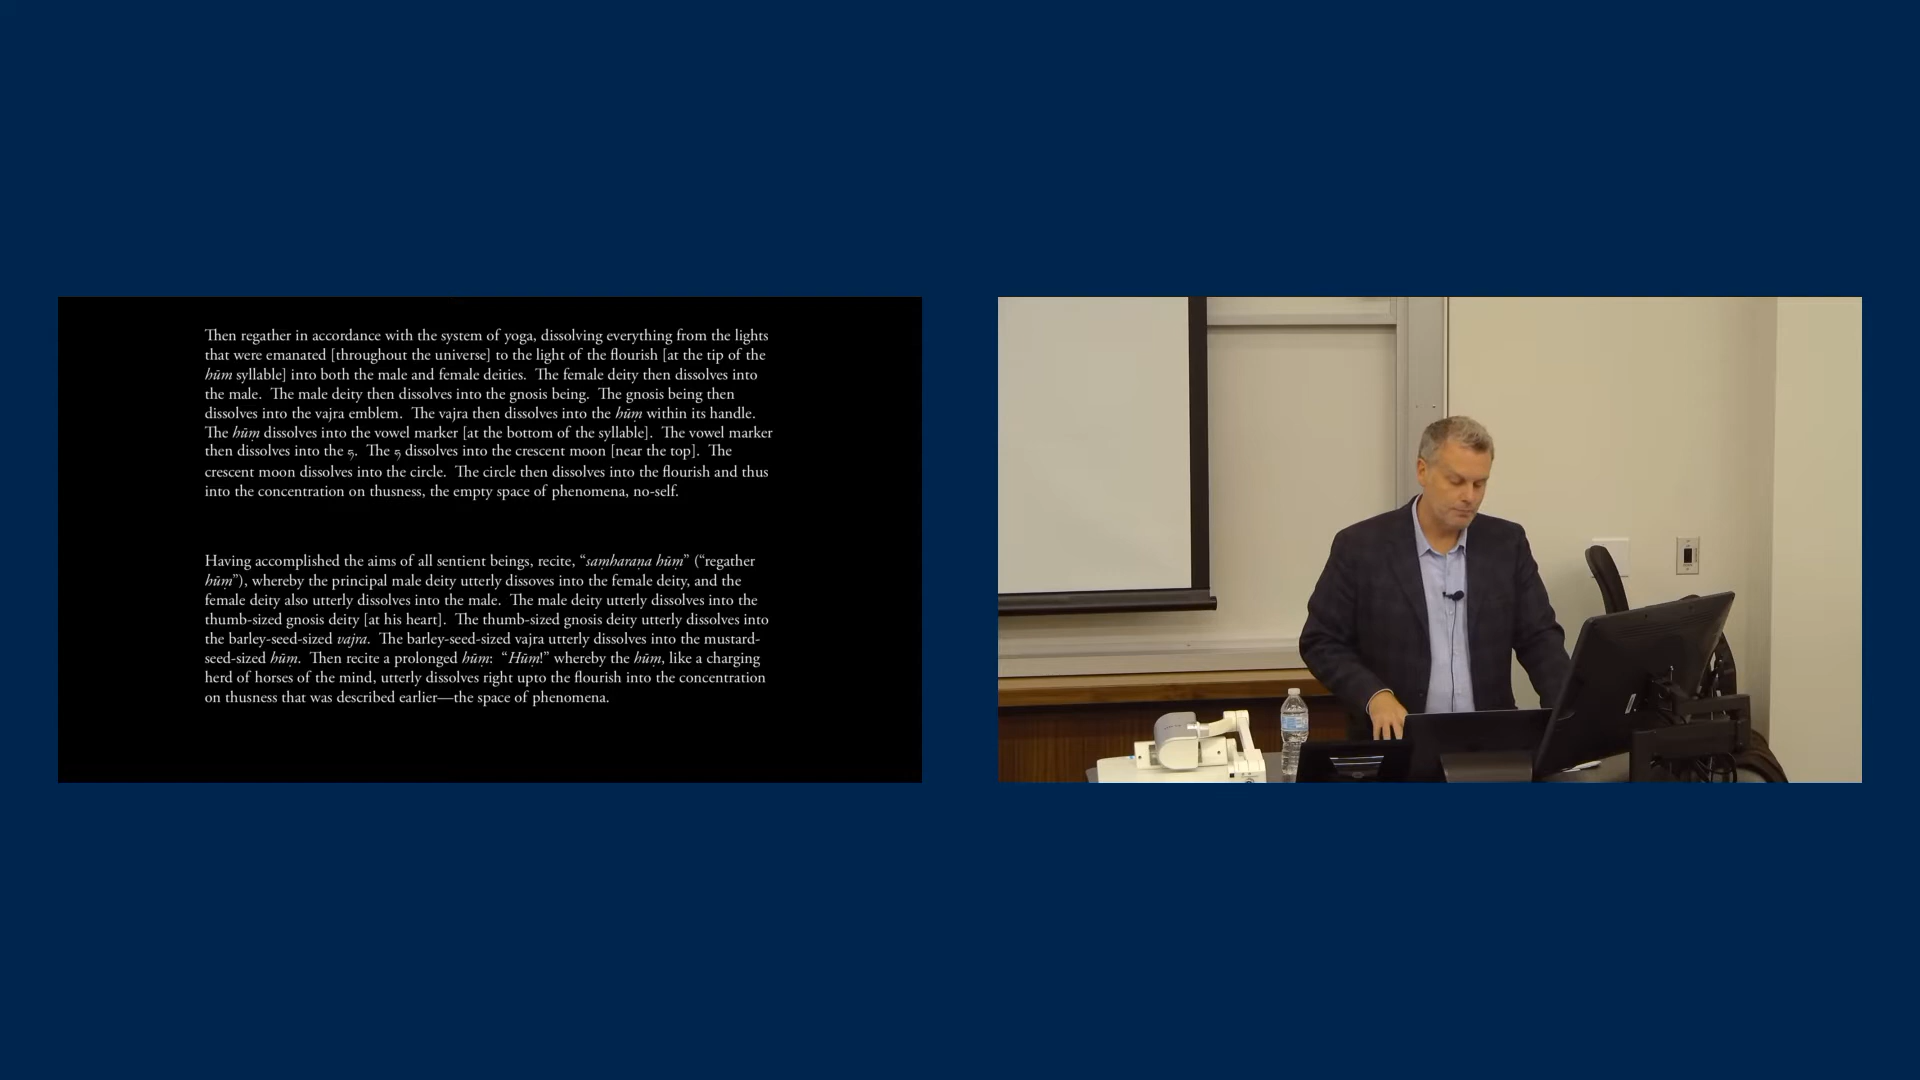 Then regather in accordance with the system of yoga, dissolving everything from the lights
that were emanated [throughout the universe] to the light of the flourish [at the tip of the
hūṃ syllable] into both the male and female deities. The female deity then dissolves into
the male. The male deity then dissolves into the gnosis being. The gnosis being then
dissolves into the vajra emblem. The vajra then dissolves into the hūṃ within its handle.
The hūṃ dissolves into the vowel marker [at the bottom of the syllable]. The vowel marker
then dissolves into the . The dissolves into the crescent moon [near the top]. The
crescent moon dissolves into the circle. The circle then dissolves into the flourish and thus
into the concentration on thusness, the empty space of phenomena, no-self.
Having accomplished the aims of all sentient beings, recite, “saṃharaṇa hūṃ” (“regather
hūṃ”), whereby the principal male deity utterly dissoves into the female deity, and the
female deity also utterly dissolves into the male. The male deity utterly dissolves into the
thumb-sized gnosis deity [at his heart]. The thumb-sized gnosis deity utterly dissolves into
the barley-seed-sized vajra. The barley-seed-sized vajra utterly dissolves into the mustard-
seed-sized hūṃ. Then recite a prolonged hūṃ: “Hūṃ!” whereby the hūṃ, like a charging
herd of horses of the mind, utterly dissolves right upto the flourish into the concentration
on thusness that was described earlier—the space of phenomena.